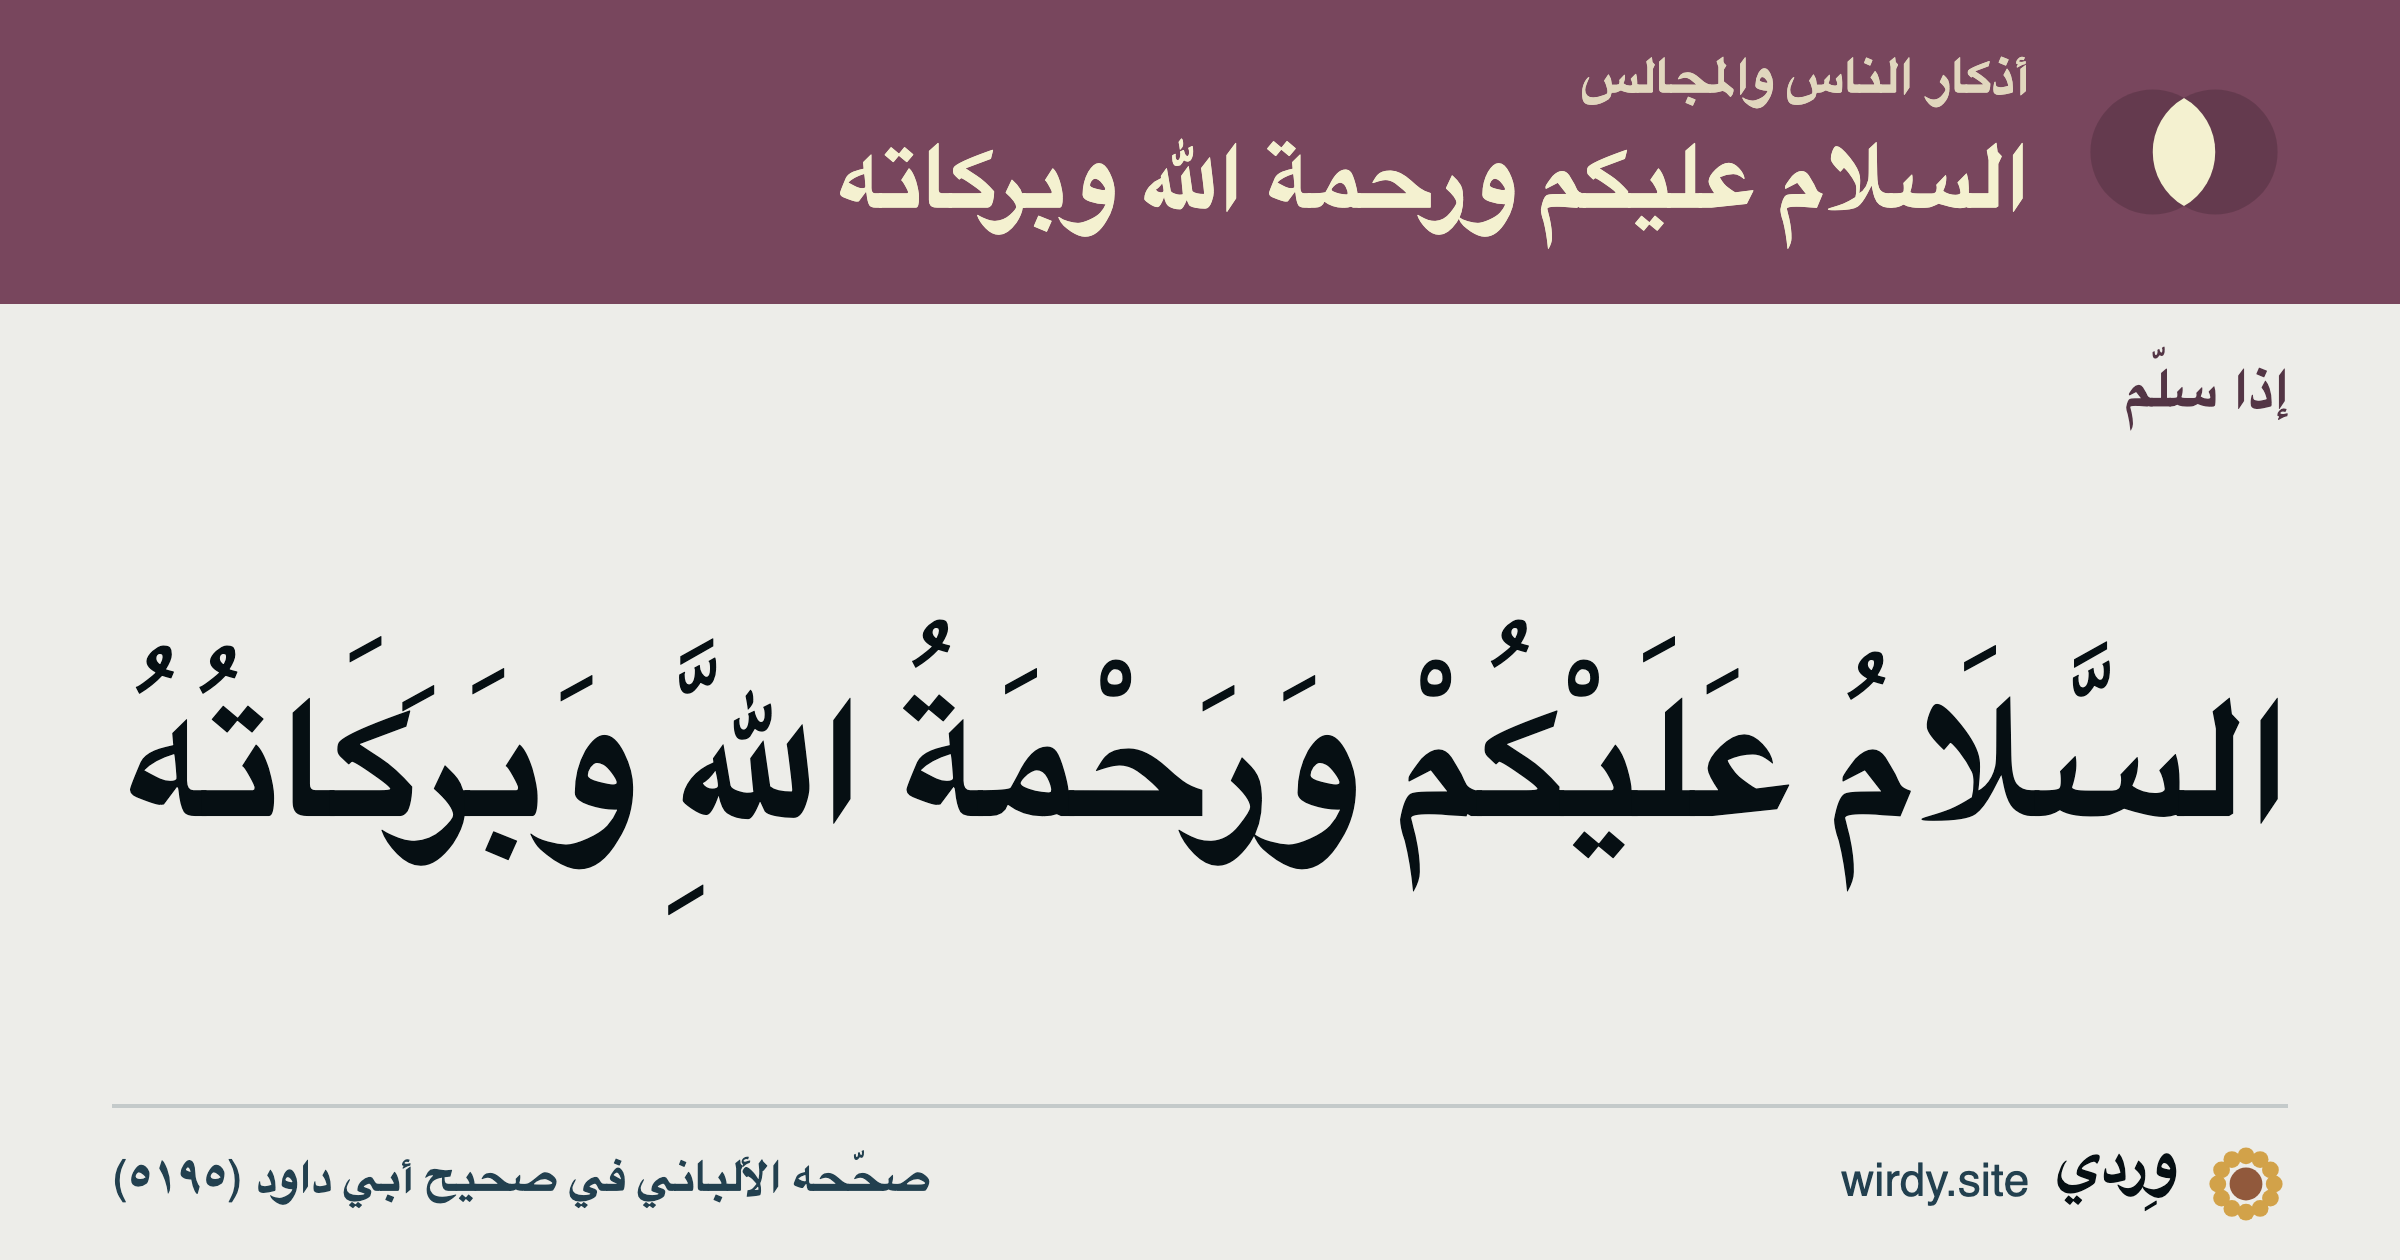 أذكار الناس والمجالس
السلام عليكم ورحمة الله وبركاته
إذا سلّم
السَّلَامُ عَلَيْكُمْ وَرَحْمَةُ اللَّهِ وَبَرَكَاتُهُ
وِردي wirdy.site
صحّحه الألباني في صحيح أبي داود (٥١٩٥)